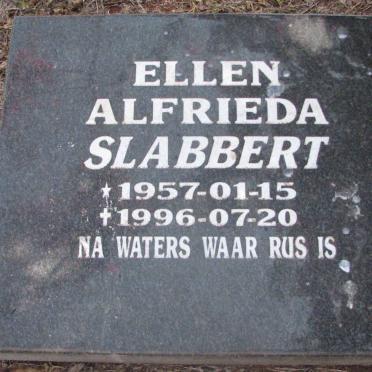 ELLEN
ALFRIEDA
SLABBERT
★1957-01-15
✝1996-07-20
NA WATERS WAAR RUS IS